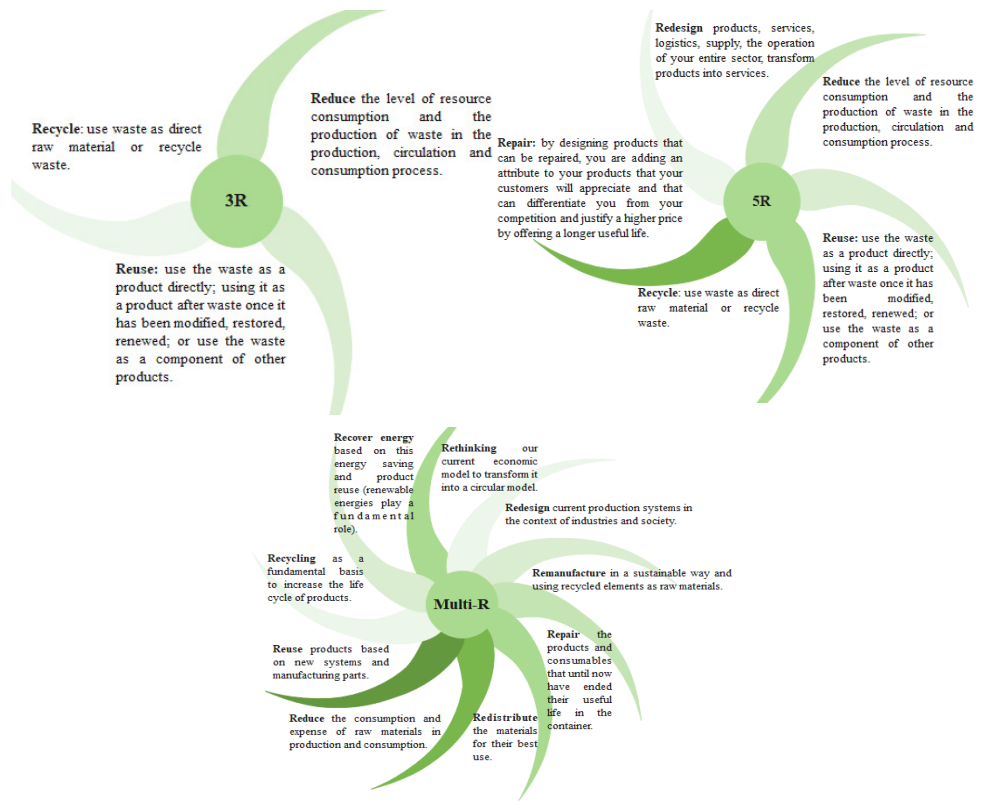 Recycle: use waste as direct
raw material or recycle
waste.
Reduce the level of resource
consumption and the
production of waste in the
production, circulation and
consumption process.
3R
Reuse: use the waste as a
product directly; using it as
a product after waste once it
has been modified, restored,
renewed; or use the waste
as a component of other
products.
Redesign products, services,
logistics, supply, the operation
of your entire sector, transform
products into services.
Reduce the level of resource
consumption and the
production of waste in the
production, circulation and
consumption process.
Repair: by designing products that
can be repaired, you are adding an
attribute to your products that your
customers will appreciate and that
can differentiate you from your
competition and justify a higher price
by offering a longer useful life.
5R
Reuse: use the waste
as a product directly;
using it as a product
after waste once it has
been modified,
restored, renewed; or
use the waste as a
component of other
products.
Recycle: use waste as direct
raw material or recycle
waste.
Recover energy
based on this
energy saving
and product
reuse (renewable
energies play a
fundamental
role).
Rethinking our
current economic
model to transform it
into a circular model.
Redesign current production systems in
the context of industries and society.
Recycling as a
fundamental basis
to increase the life
cycle of products.
Remanufacture in a sustainable way and
using recycled elements as raw materials.
Multi-R
Repair the
products and
consumables
that until now
have ended
their useful
life in the
container.
Reuse products based
on new systems and
manufacturing parts.
Reduce the consumption and
expense of raw materials in
production and consumption.
Redistribute
the materials
for their best
use.